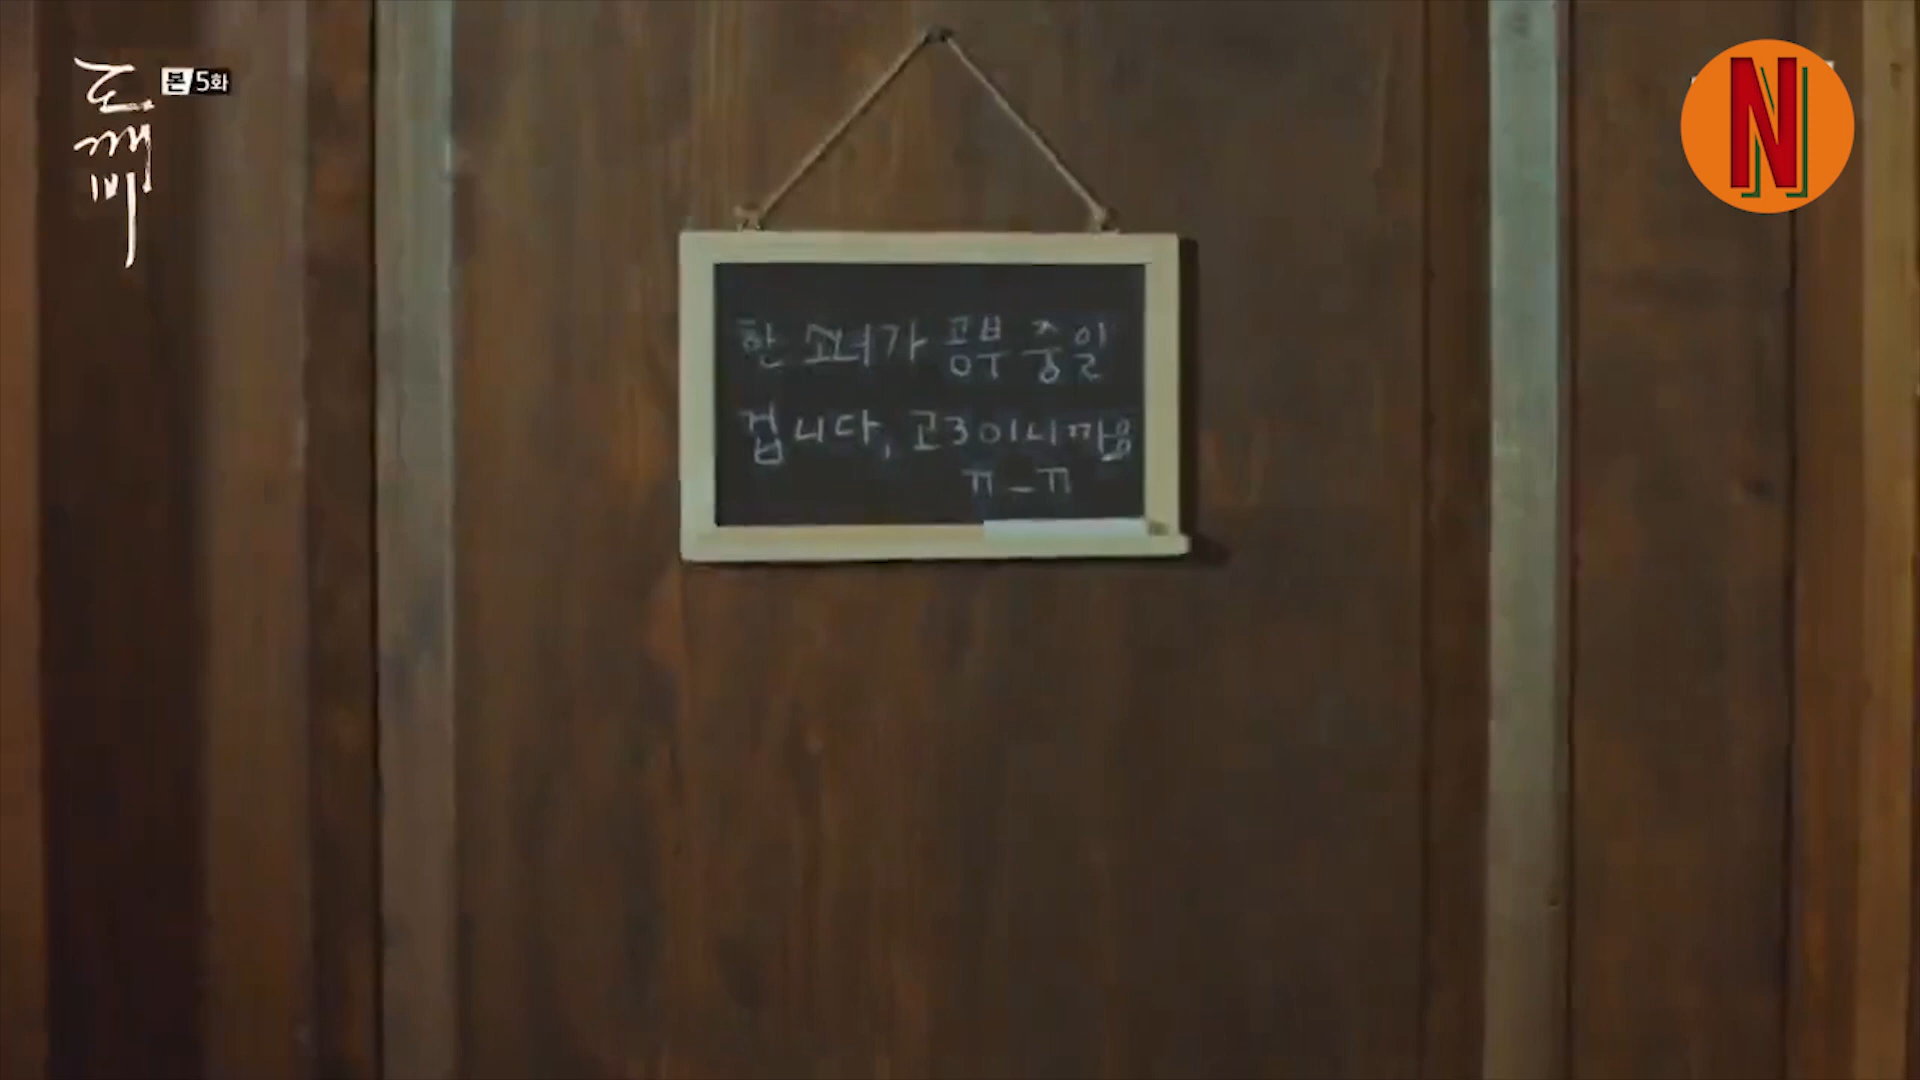 도깨비
본 5화
N
한 소녀가 공부 중일
겁니다, 고3이니까요
ㅠ_ㅠ